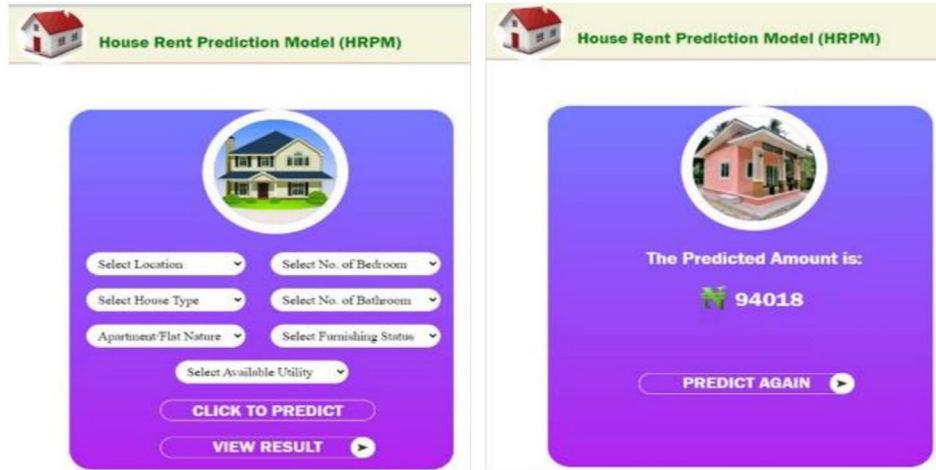 House Rent Prediction Model (HRPM)
Select Location
Select No. of Bedroom
Select House Type
Select No. of Bathroom
Apartment/Flat Nature
Select Furnishing Status
Select Available Utility
CLICK TO PREDICT
VIEW RESULT
House Rent Prediction Model (HRPM)
The Predicted Amount is:
₦ 94018
PREDICT AGAIN